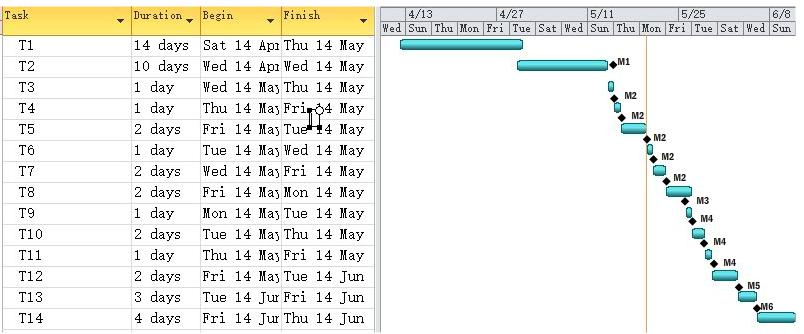 Task Duration Begin Finish
4/13 4/27 5/11 5/25 6/8
Wed Sun Thu Mon Fri Tue Sat Wed Sun Thu Mon Fri Tue Sat Wed Sun
T1 14 days Sat 14 Apr Thu 14 May
T2 10 days Wed 14 Apr Wed 14 May M1
T3 1 day Wed 14 May Thu 14 May
T4 1 day Thu 14 May Fri 14 May M2
T5 2 days Fri 14 May Tue 14 May M2
T6 1 day Tue 14 May Wed 14 May M2
T7 2 days Wed 14 May Fri 14 May M2
T8 2 days Fri 14 May Mon 14 May M2
T9 1 day Mon 14 May Tue 14 May M3
T10 2 days Tue 14 May Thu 14 May M4
T11 1 day Thu 14 May Fri 14 May M4
T12 2 days Fri 14 May Tue 14 Jun M4
T13 3 days Tue 14 Jun Fri 14 Jun M5
T14 4 days Fri 14 Jun Thu 14 Jun M6